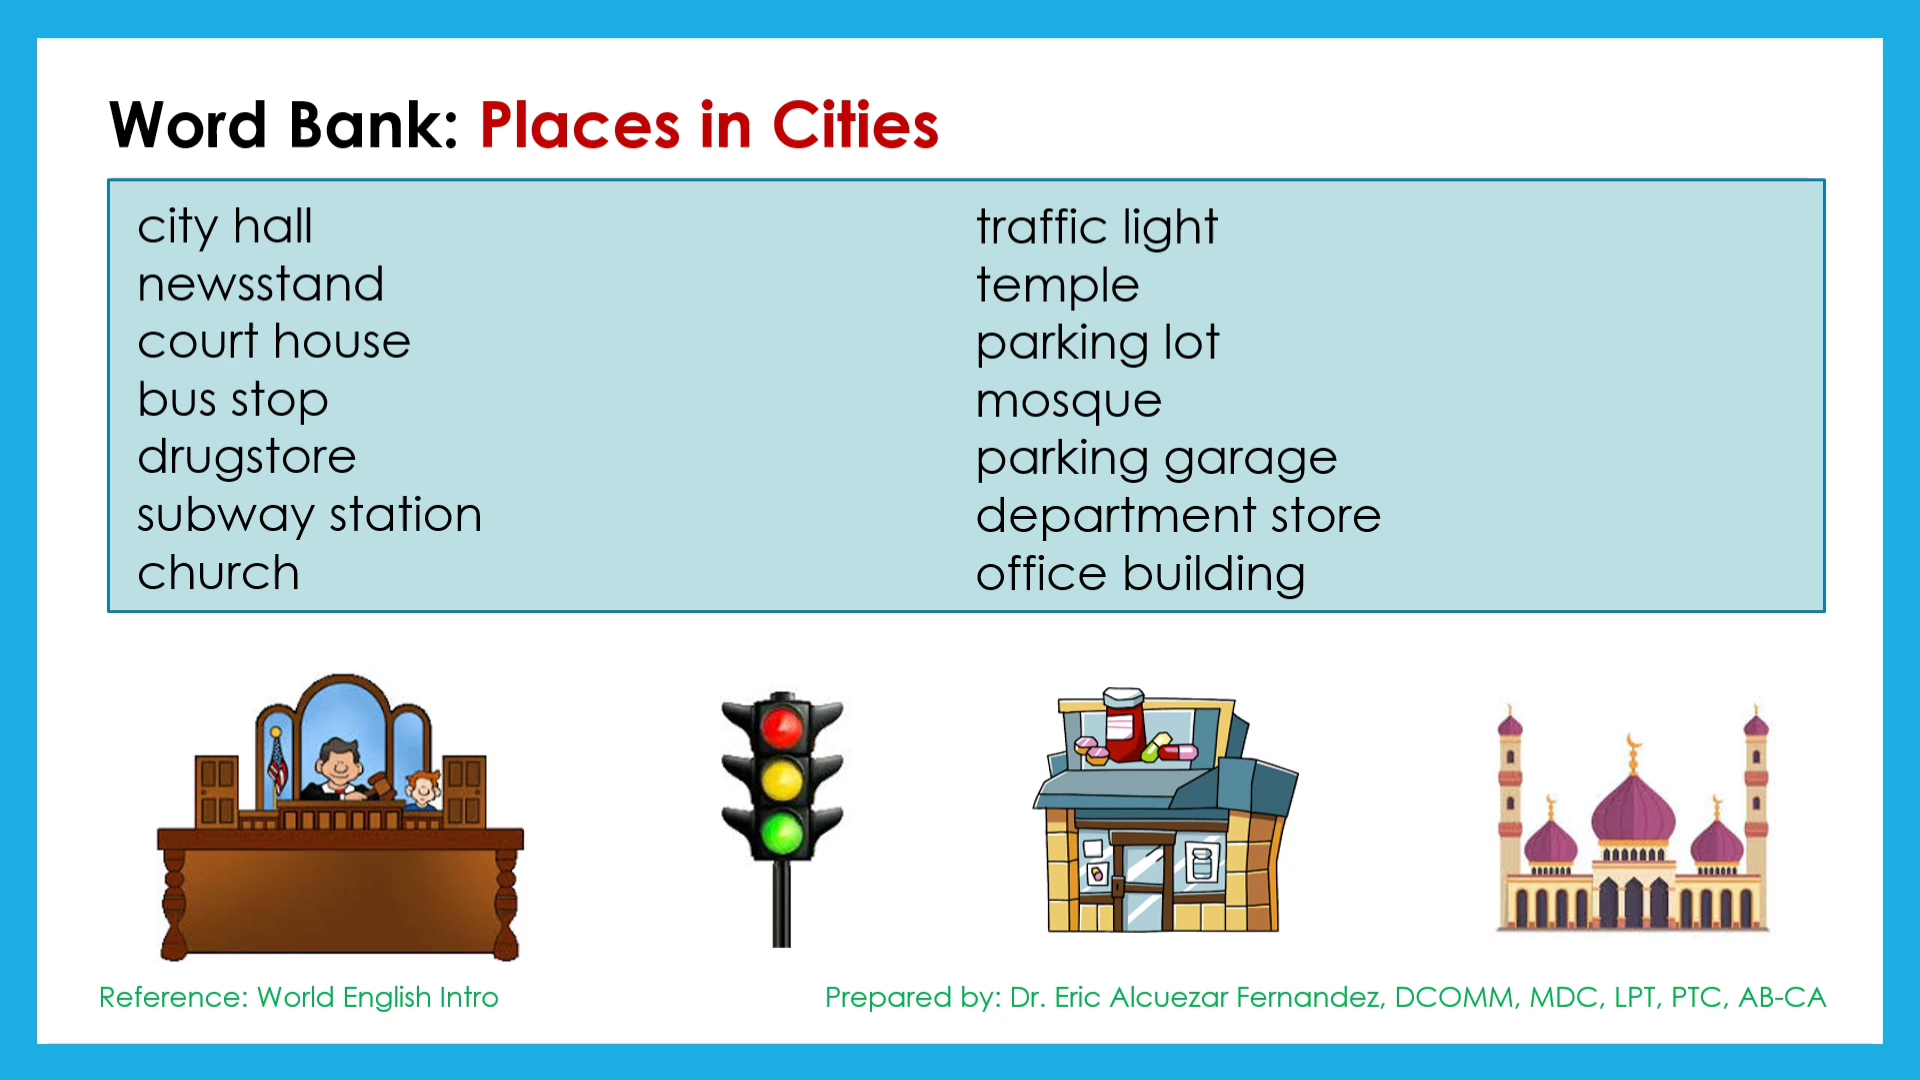 Word Bank: Places in Cities
city hall
newsstand
court house
bus stop
drugstore
subway station
church
traffic light
temple
parking lot
mosque
parking garage
department store
office building
Reference: World English Intro
Prepared by: Dr. Eric Alcuezar Fernandez, DCOMM, MDC, LPT, PTC, AB-CA